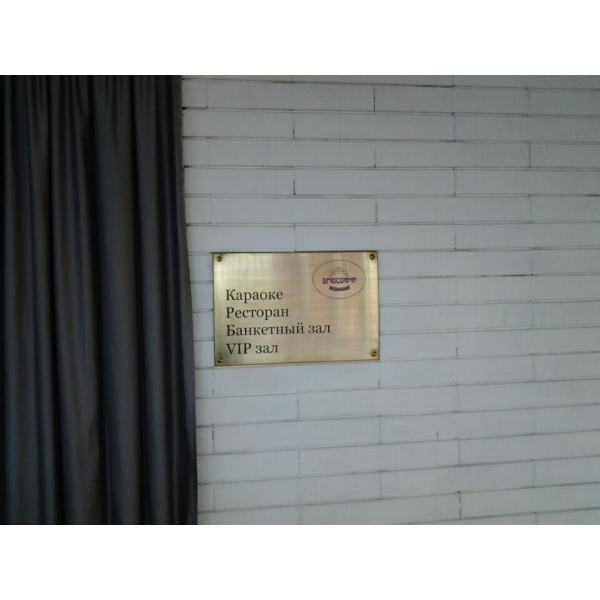 Караоке
Ресторан
Банкетный зал
VIP зал